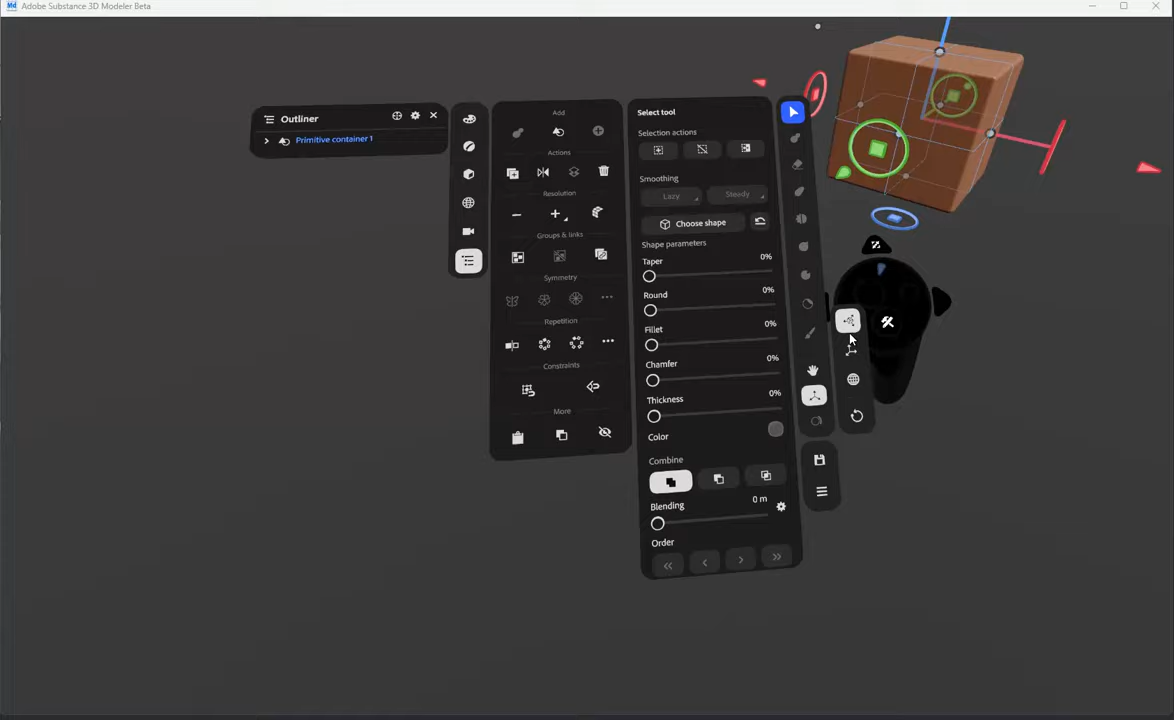 Adobe Substance 3D Modeler Beta
Outliner
Primitive container 1
Add
Actions
Resolution
Groups & links
Symmetry
Repetition
Constraints
More
Select tool
Selection actions
Smoothing
Lazy
Steady
Choose shape
Shape parameters
Taper 0%
Round 0%
Fillet 0%
Chamfer 0%
Thickness 0%
Color
Combine
Blending 0 m
Order